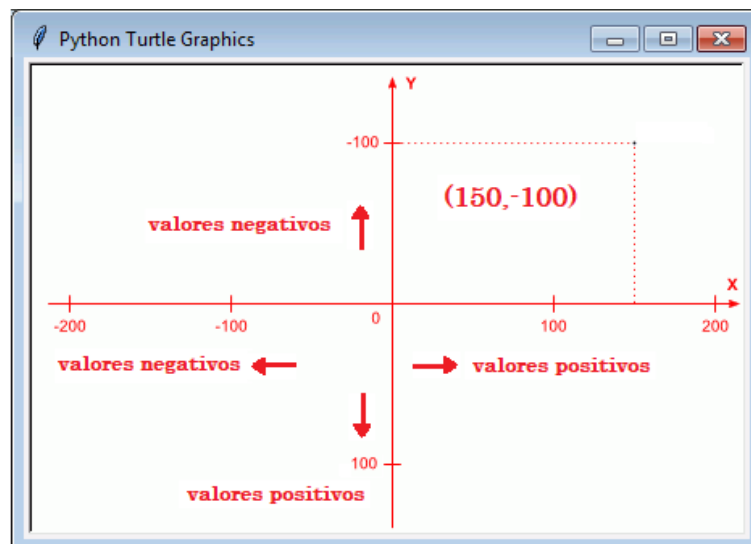 Python Turtle Graphics
Y
-100
(150,-100)
valores negativos
X
-200
-100
0
100
200
valores negativos
valores positivos
100
valores positivos